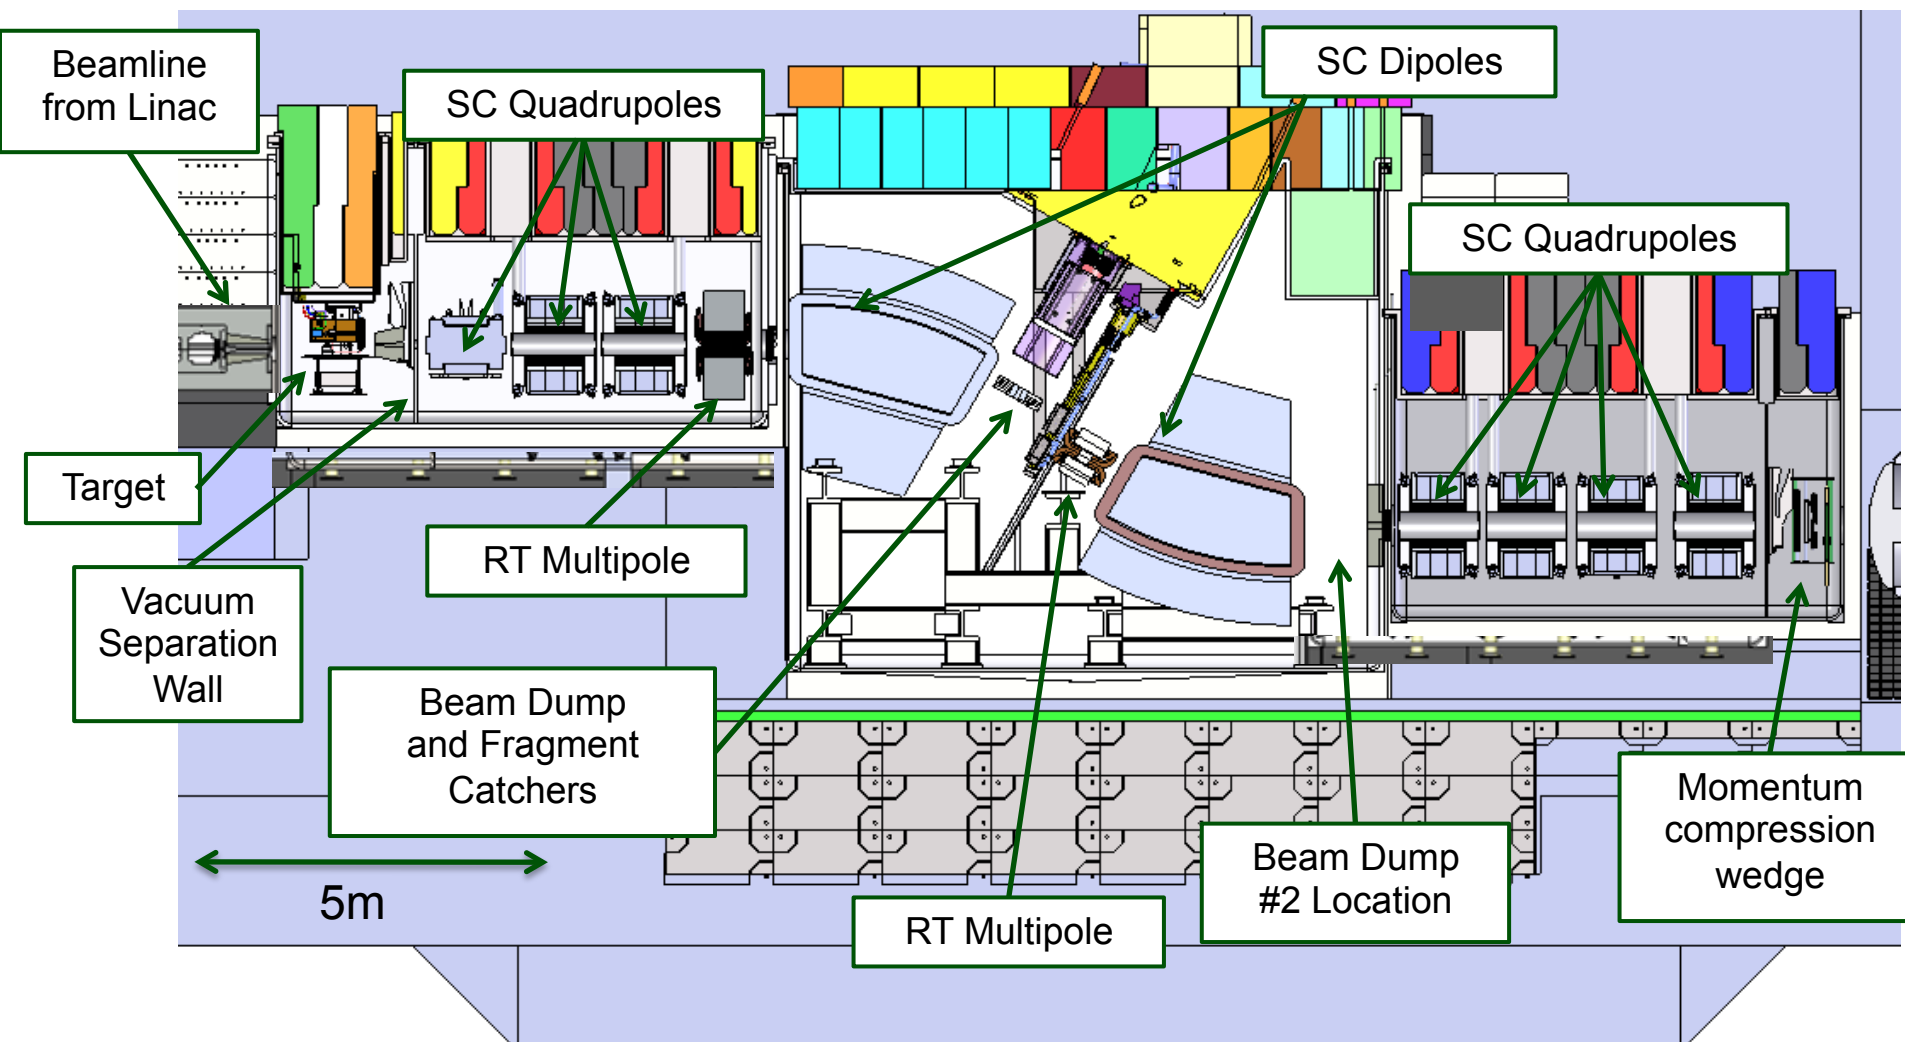 Beamline
from Linac
SC Quadrupoles
SC Dipoles
SC Quadrupoles
Target
RT Multipole
Vacuum
Separation
Wall
Beam Dump
and Fragment
Catchers
Momentum
compression
wedge
Beam Dump
#2 Location
5m
RT Multipole